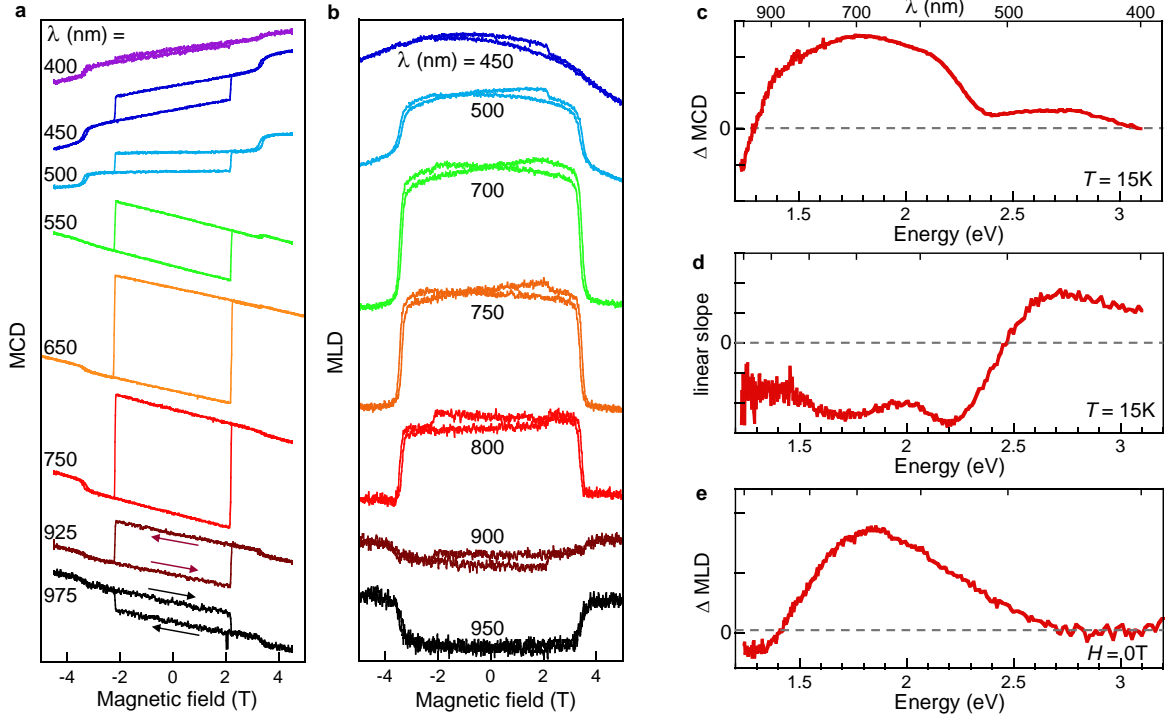 a
λ (nm) =
400
450
500
550
650
750
925
975
MCD
-4 -2 0 2 4
Magnetic field (T)
b
λ (nm) = 450
500
700
750
800
900
950
MLD
-4 -2 0 2 4
Magnetic field (T)
c
λ (nm)
900 700 500 400
Δ MCD
0
T = 15K
1.5 2 2.5 3
Energy (eV)
d
linear slope
0
T = 15K
1.5 2 2.5 3
Energy (eV)
e
Δ MLD
0
H = 0T
1.5 2 2.5 3
Energy (eV)